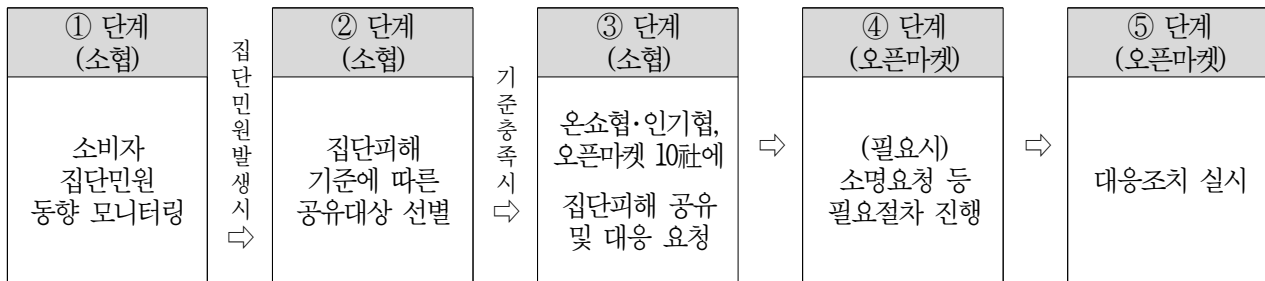 ① 단계
(소협)
소비자
집단민원
동향 모니터링
집단민원발생시
⇨
② 단계
(소협)
집단피해
기준에 따른
공유대상 선별
기준충족시
⇨
③ 단계
(소협)
온쇼협·인기협,
오픈마켓 10社에
집단피해 공유
및 대응 요청
⇨
④ 단계
(오픈마켓)
(필요시)
소명요청 등
필요절차 진행
⇨
⑤ 단계
(오픈마켓)
대응조치 실시